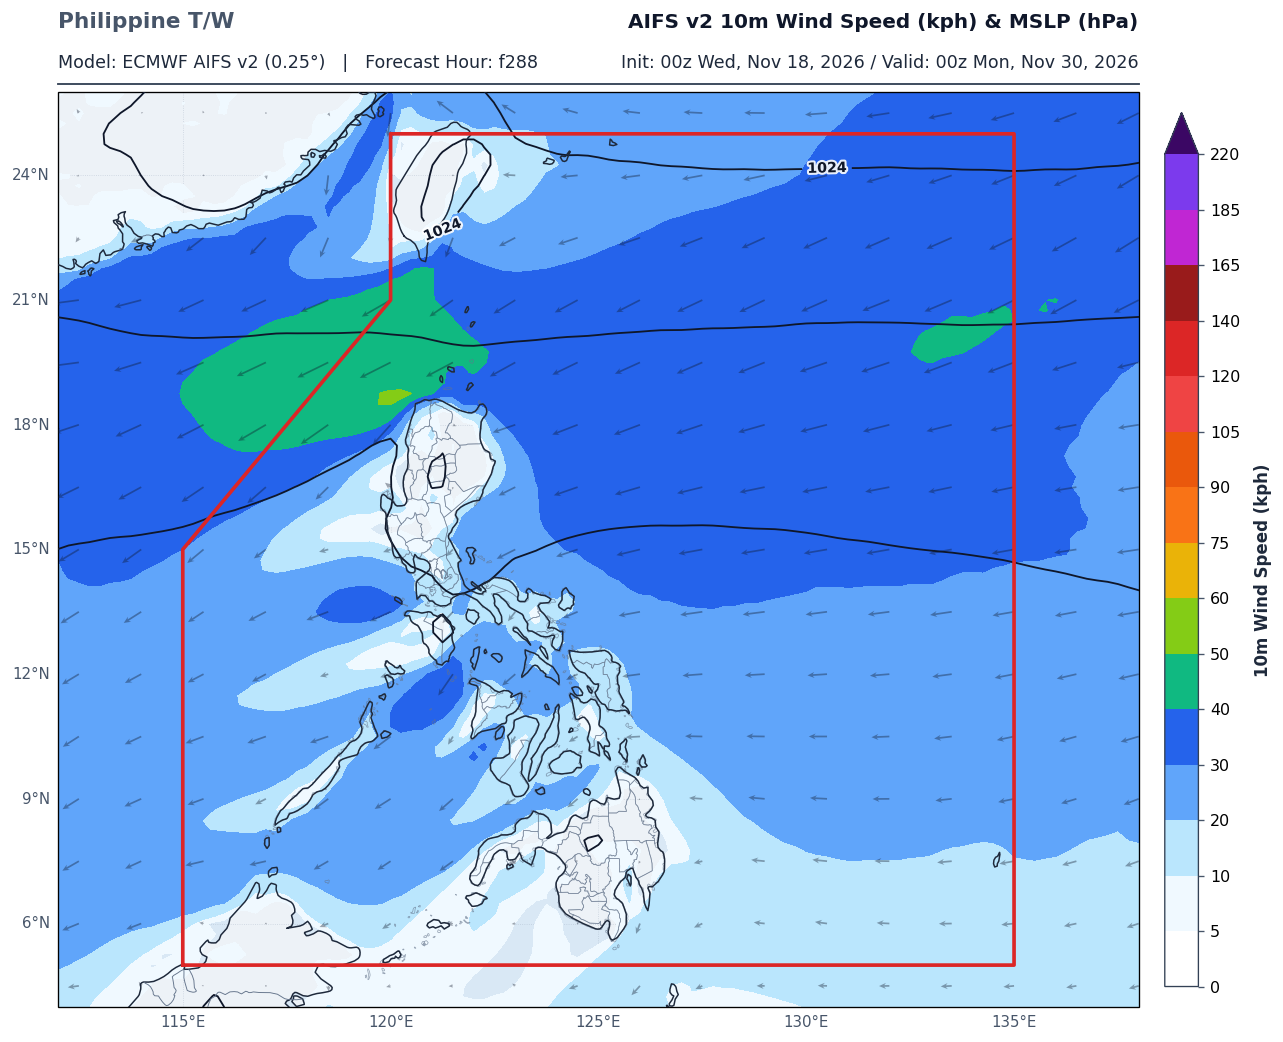 Philippine T/W
AIFS v2 10m Wind Speed (kph) & MSLP (hPa)
Model: ECMWF AIFS v2 (0.25°) | Forecast Hour: f288
Init: 00z Wed, Nov 18, 2026 / Valid: 00z Mon, Nov 30, 2026
24°N
21°N
18°N
15°N
12°N
9°N
6°N
1024
1024
115°E
120°E
125°E
130°E
135°E
220
185
165
140
120
105
90
75
60
50
40
30
20
10
5
0
10m Wind Speed (kph)